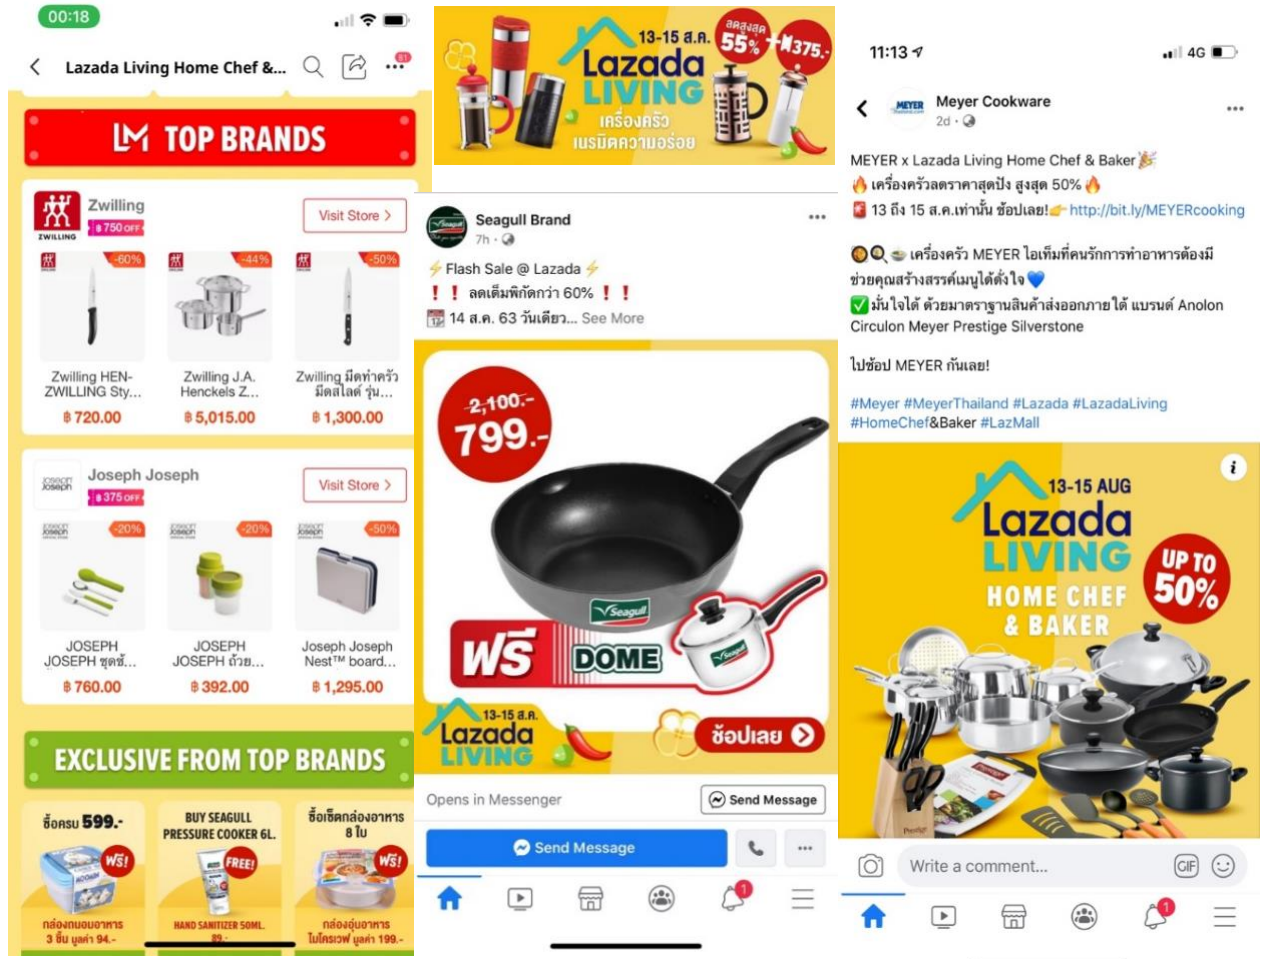 00:18
Lazada Living Home Chef &...
81
LM TOP BRANDS
ZWILLING
Zwilling
฿ 750 OFF
Visit Store >
-60%
-44%
-50%
Zwilling HEN-
ZWILLING Sty...
฿ 720.00
Zwilling J.A.
Henckels Z...
฿ 5,015.00
Zwilling มีดทำครัว
มีดสไลด์ รุ่น...
฿ 1,300.00
Joseph Joseph
Joseph Joseph
฿ 375 OFF
Visit Store >
-20%
-20%
-50%
JOSEPH
JOSEPH ชุดช้...
฿ 760.00
JOSEPH
JOSEPH ถ้วย...
฿ 392.00
Joseph Joseph
Nest™ board...
฿ 1,295.00
EXCLUSIVE FROM TOP BRANDS
ซื้อครบ 599.-
ฟรี!
กล่องถนอมอาหาร
3 ชิ้น มูลค่า 94.-
BUY SEAGULL
PRESSURE COOKER 6L.
FREE!
HAND SANITIZER 50ML.
89.-
ซื้อเซ็ตกล่องอาหาร
8 ใบ
ฟรี!
กล่องอุ่นอาหาร
ไมโครเวฟ มูลค่า 199.-
13-15 ส.ค.
Lazada
LIVING
เครื่องครัว
เนรมิตความอร่อย
ลดสูงสุด
55%
+฿375.-
Seagull
Seagull Brand
7h ·
⚡ Flash Sale @ Lazada ⚡
❗❗ ลดเต็มพิกัดกว่า 60% ❗❗
📅 14 ส.ค. 63 วันเดียว... See More
2,100.-
799.-
Seagull
ฟรี DOME
Seagull
13-15 ส.ค.
Lazada
LIVING
ช้อปเลย
Opens in Messenger
Send Message
Send Message
1
11:13
4G
MEYER
Meyer Cookware
2d ·
MEYER x Lazada Living Home Chef & Baker🎉
🔥 เครื่องครัวลดราคาสุดปัง สูงสุด 50% 🔥
🚨 13 ถึง 15 ส.ค.เท่านั้น ช้อปเลย!👉 http://bit.ly/MEYERcooking
🥘🍳🍲 เครื่องครัว MEYER ไอเท็มที่คนรักการทำอาหารต้องมี
ช่วยคุณสร้างสรรค์เมนูได้ดั่งใจ💙
✅มั่นใจได้ ด้วยมาตราฐานสินค้าส่งออกภายใต้ แบรนด์ Anolon
Circulon Meyer Prestige Silverstone
ไปช้อป MEYER กันเลย!
#Meyer #MeyerThailand #Lazada #LazadaLiving
#HomeChef&Baker #LazMall
13-15 AUG
Lazada
LIVING
HOME CHEF
& BAKER
UP TO
50%
Prestige
Write a comment...
GIF
1